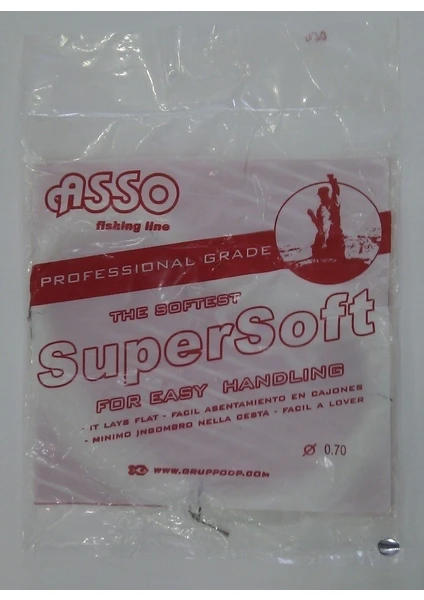 ASSO
fishing line
PROFESSIONAL GRADE
THE SOFTEST
SuperSoft
FOR EASY HANDLING
- IT LAYS FLAT - FACIL ASENTAMIENTO EN CAJONES
- MINIMO INGOMBRO NELLA CESTA - FACIL A LOVER
WWW.GRUPPODP.COM
Ø 0.70